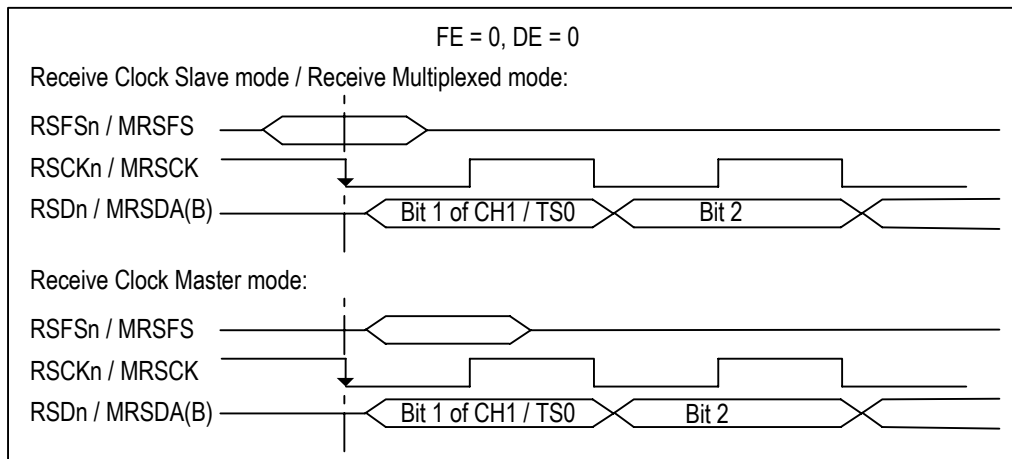 FE = 0, DE = 0
Receive Clock Slave mode / Receive Multiplexed mode:
RSFSn / MRSFS
RSCKn / MRSCK
RSDn / MRSDA(B) Bit 1 of CH1 / TS0 Bit 2
Receive Clock Master mode:
RSFSn / MRSFS
RSCKn / MRSCK
RSDn / MRSDA(B) Bit 1 of CH1 / TS0 Bit 2